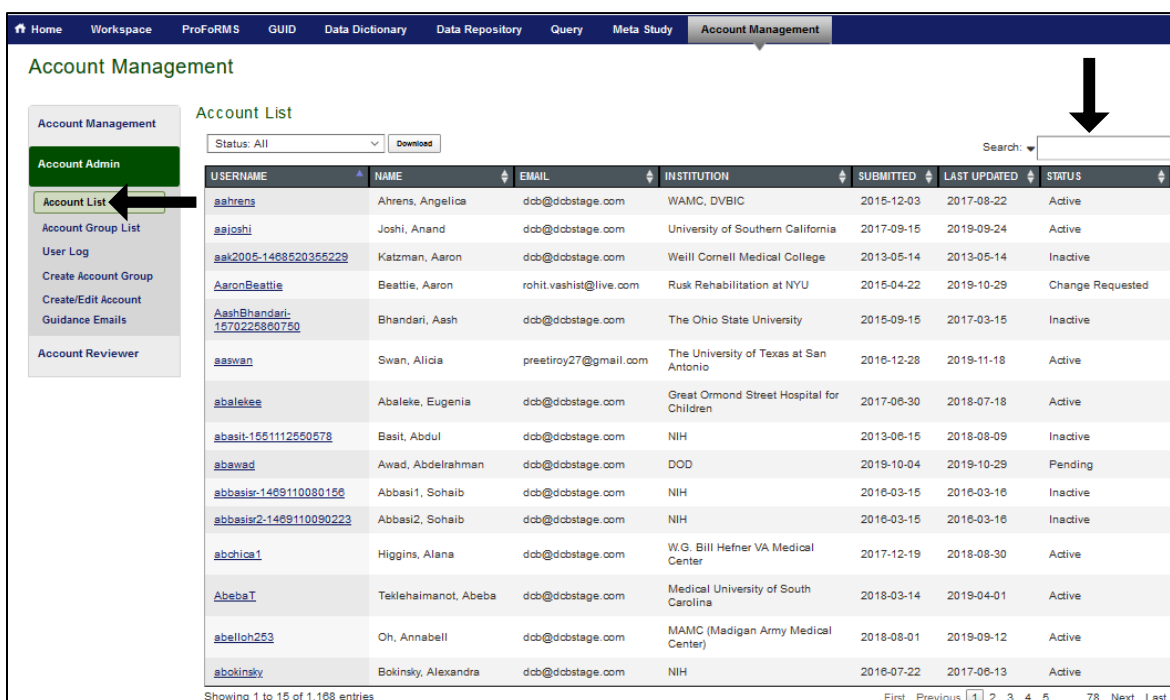 Home Workspace ProFoRMS GUID Data Dictionary Data Repository Query Meta Study Account Management
Account Management
Account Management
Account Admin
Account List
Account Group List
User Log
Create Account Group
Create/Edit Account
Guidance Emails
Account Reviewer
Account List
Status: All Download
Search:
USERNAME NAME EMAIL INSTITUTION SUBMITTED LAST UPDATED STATUS
aahrens Ahrens, Angelica dcb@dcbstage.com WAMC, DVBIC 2015-12-03 2017-08-22 Active
aajoshi Joshi, Anand dcb@dcbstage.com University of Southern California 2017-09-15 2019-09-24 Active
aak2005-1468520355229 Katzman, Aaron dcb@dcbstage.com Weill Cornell Medical College 2013-05-14 2013-05-14 Inactive
AaronBeattie Beattie, Aaron rohit.vashist@live.com Rusk Rehabilitation at NYU 2015-04-22 2019-10-29 Change Requested
AashBhandari-
1570225860750 Bhandari, Aash dcb@dcbstage.com The Ohio State University 2015-09-15 2017-03-15 Inactive
aaswan Swan, Alicia preetiroy27@gmail.com The University of Texas at San
Antonio 2016-12-28 2019-11-18 Active
abalekee Abaleke, Eugenia dcb@dcbstage.com Great Ormond Street Hospital for
Children 2017-06-30 2018-07-18 Active
abasit-1551112550578 Basit, Abdul dcb@dcbstage.com NIH 2013-06-15 2018-08-09 Inactive
abawad Awad, Abdelrahman dcb@dcbstage.com DOD 2019-10-04 2019-10-29 Pending
abbasisr-1469110080156 Abbasi1, Sohaib dcb@dcbstage.com NIH 2016-03-15 2016-03-16 Inactive
abbasisr2-1469110090223 Abbasi2, Sohaib dcb@dcbstage.com NIH 2016-03-15 2016-03-16 Inactive
abchica1 Higgins, Alana dcb@dcbstage.com W.G. Bill Hefner VA Medical
Center 2017-12-19 2018-08-30 Active
AbebaT Teklehaimanot, Abeba dcb@dcbstage.com Medical University of South
Carolina 2018-03-14 2019-04-01 Active
abelloh253 Oh, Annabell dcb@dcbstage.com MAMC (Madigan Army Medical
Center) 2018-08-01 2019-09-12 Active
abokinsky Bokinsky, Alexandra dcb@dcbstage.com NIH 2016-07-22 2017-06-13 Active
Showing 1 to 15 of 1,168 entries First Previous 1 2 3 4 5 ... 78 Next Last